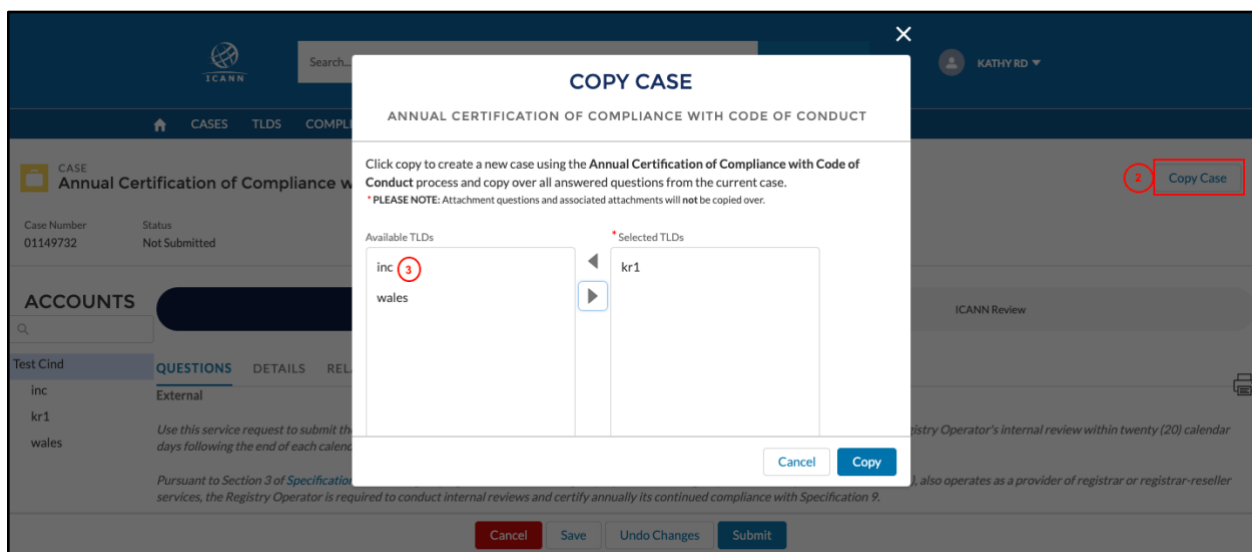 ICANN
Search...
KATHY RD
CASES TLDS COMPLI
CASE
Annual Certification of Compliance w
2 Copy Case
Case Number Status
01149732 Not Submitted
COPY CASE
ANNUAL CERTIFICATION OF COMPLIANCE WITH CODE OF CONDUCT
Click copy to create a new case using the Annual Certification of Compliance with Code of
Conduct process and copy over all answered questions from the current case.
* PLEASE NOTE: Attachment questions and associated attachments will not be copied over.
Available TLDs
inc 3
wales
* Selected TLDs
kr1
Cancel Copy
ACCOUNTS
ICANN Review
Test Cind
inc
kr1
wales
QUESTIONS DETAILS REL
External
Use this service request to submit th
gistry Operator's internal review within twenty (20) calendar
days following the end of each calend
Pursuant to Section 3 of Specification
), also operates as a provider of registrar or registrar-reseller
services, the Registry Operator is required to conduct internal reviews and certify annually its continued compliance with Specification 9.
Cancel Save Undo Changes Submit